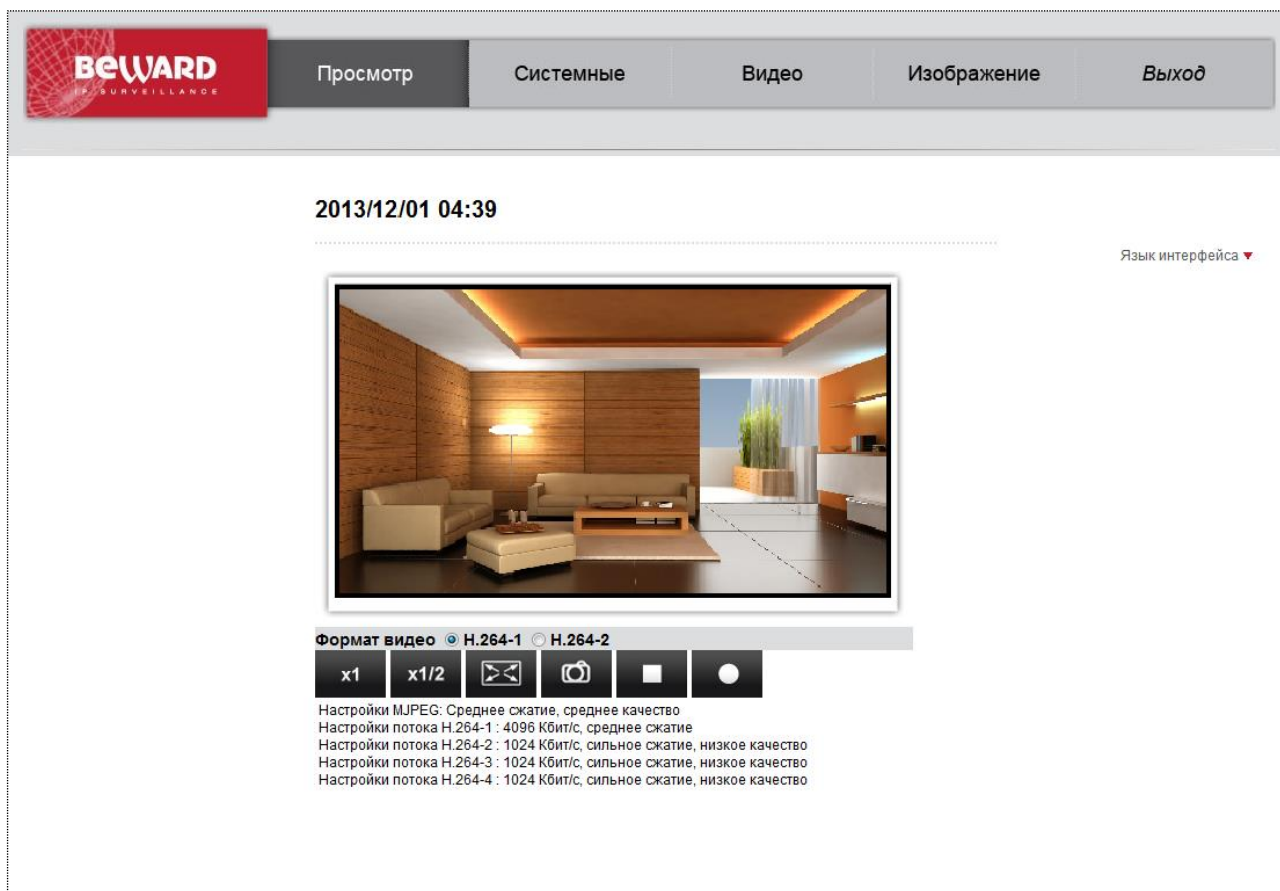 BEWARD
IP SURVEILLANCE
Просмотр
Системные
Видео
Изображение
Выход
2013/12/01 04:39
Язык интерфейса
Формат видео H.264-1 H.264-2
x1
x1/2
Настройки MJPEG: Среднее сжатие, среднее качество
Настройки потока H.264-1 : 4096 Кбит/с, среднее сжатие
Настройки потока H.264-2 : 1024 Кбит/с, сильное сжатие, низкое качество
Настройки потока H.264-3 : 1024 Кбит/с, сильное сжатие, низкое качество
Настройки потока H.264-4 : 1024 Кбит/с, сильное сжатие, низкое качество